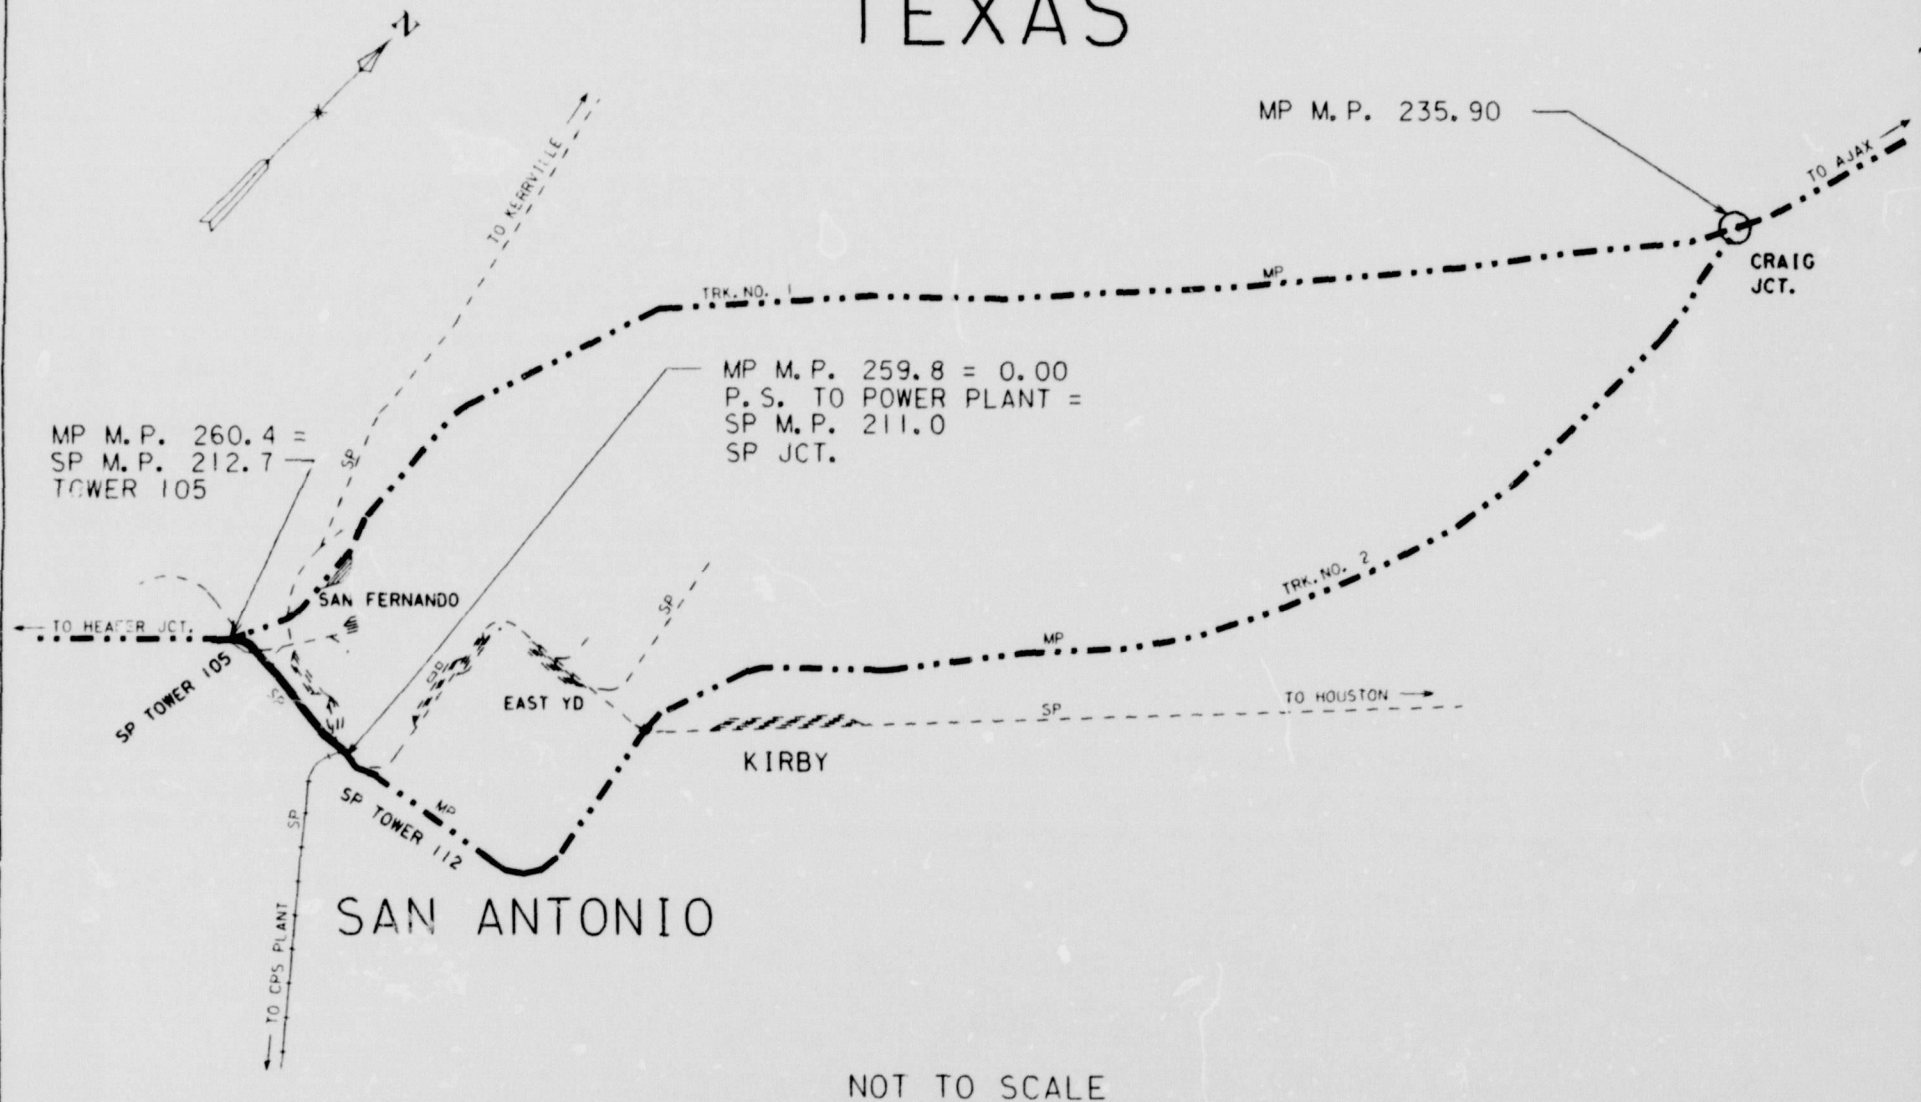 TEXAS
N
MP M.P. 235.90
TO KERRVILLE
TO AJAX
CRAIG
JCT.
TRK. NO. 1
MP
MP M.P. 259.8 = 0.00
P.S. TO POWER PLANT =
SP M.P. 211.0
SP JCT.
MP M.P. 260.4 =
SP M.P. 212.7
TOWER 105
SP
SAN FERNANDO
TO HEAFER JCT.
SP TOWER 105
SP
SP
EAST YD
SP
TRK. NO. 2
MP
TO HOUSTON
SP
KIRBY
SP
SP TOWER 112
MP
SAN ANTONIO
TO CPS PLANT
NOT TO SCALE